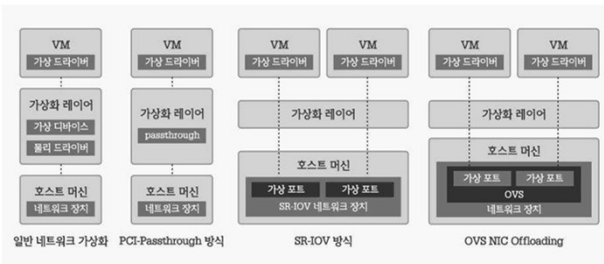 VM
가상 드라이버
가상화 레이어
가상 디바이스
물리 드라이버
호스트 머신
네트워크 장치
일반 네트워크 가상화
VM
가상 드라이버
가상화 레이어
passthrough
호스트 머신
네트워크 장치
PCI-Passthrough 방식
VM
가상 드라이버
VM
가상 드라이버
가상화 레이어
호스트 머신
가상 포트
가상 포트
SR-IOV 네트워크 장치
SR-IOV 방식
VM
가상 드라이버
VM
가상 드라이버
가상화 레이어
호스트 머신
가상 포트
가상 포트
OVS
네트워크 장치
OVS NIC Offloading